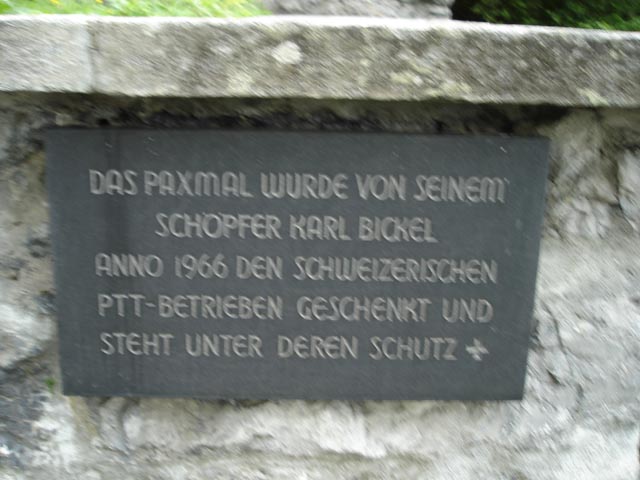 DAS PAXMAL WURDE VON SEINEM
SCHÖPFER KARL BICKEL
ANNO 1966 DEN SCHWEIZERISCHEN
PTT-BETRIEBEN GESCHENKT UND
STEHT UNTER DEREN SCHUTZ